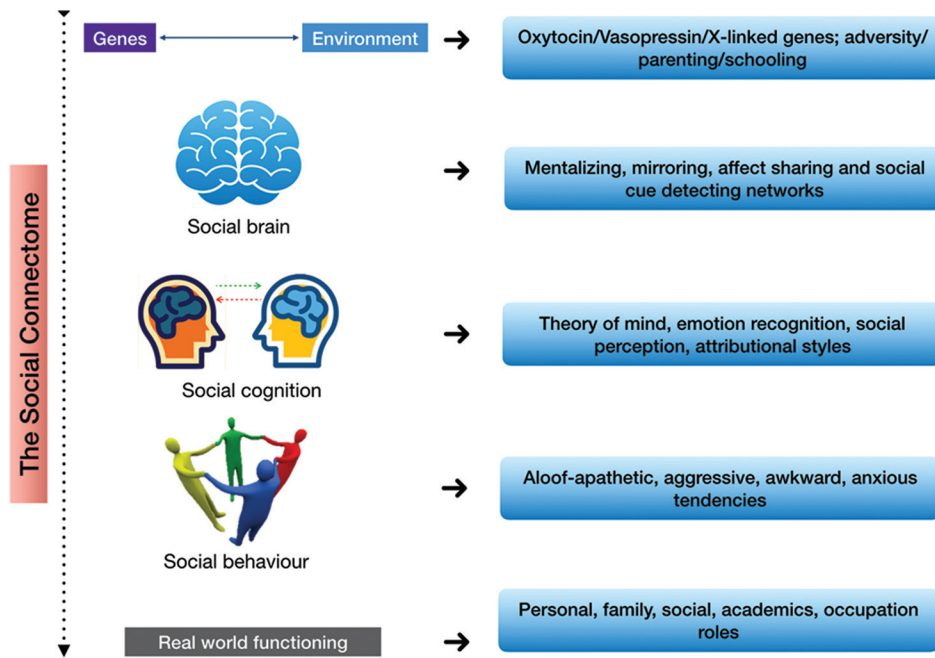 Genes
Environment
Oxytocin/Vasopressin/X-linked genes; adversity/
parenting/schooling
The Social Connectome
Social brain
Mentalizing, mirroring, affect sharing and social
cue detecting networks
Social cognition
Theory of mind, emotion recognition, social
perception, attributional styles
Social behaviour
Aloof-apathetic, aggressive, awkward, anxious
tendencies
Real world functioning
Personal, family, social, academics, occupation
roles